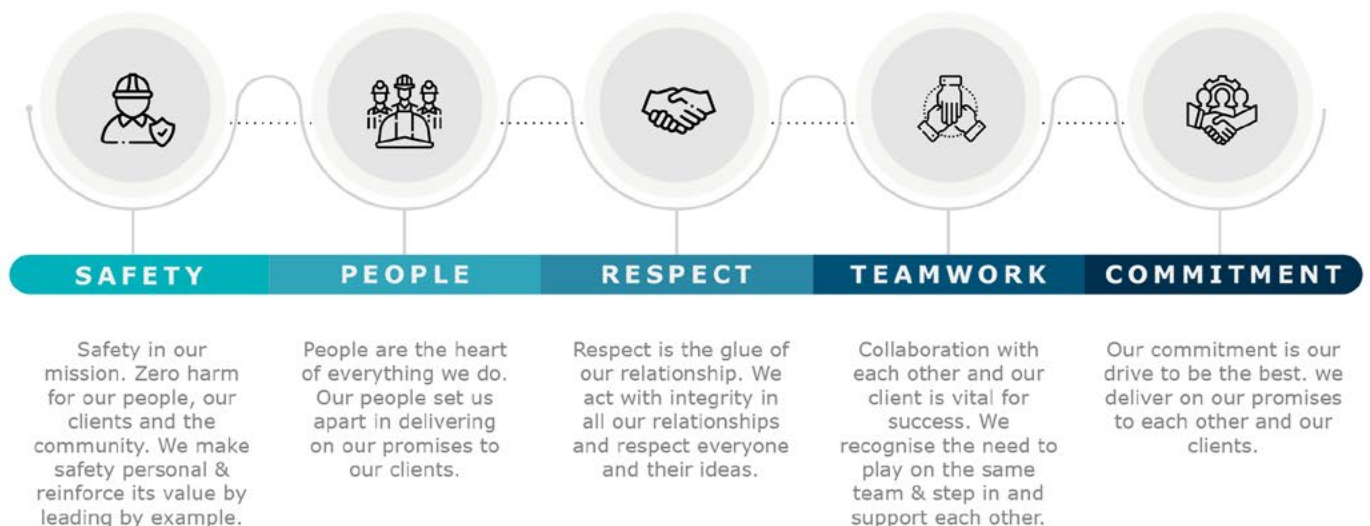 SAFETY
Safety in our
mission. Zero harm
for our people, our
clients and the
community. We make
safety personal &
reinforce its value by
leading by example.
PEOPLE
People are the heart
of everything we do.
Our people set us
apart in delivering
on our promises to
our clients.
RESPECT
Respect is the glue of
our relationship. We
act with integrity in
all our relationships
and respect everyone
and their ideas.
TEAMWORK
Collaboration with
each other and our
client is vital for
success. We
recognise the need to
play on the same
team & step in and
support each other.
COMMITMENT
Our commitment is our
drive to be the best. we
deliver on our promises
to each other and our
clients.